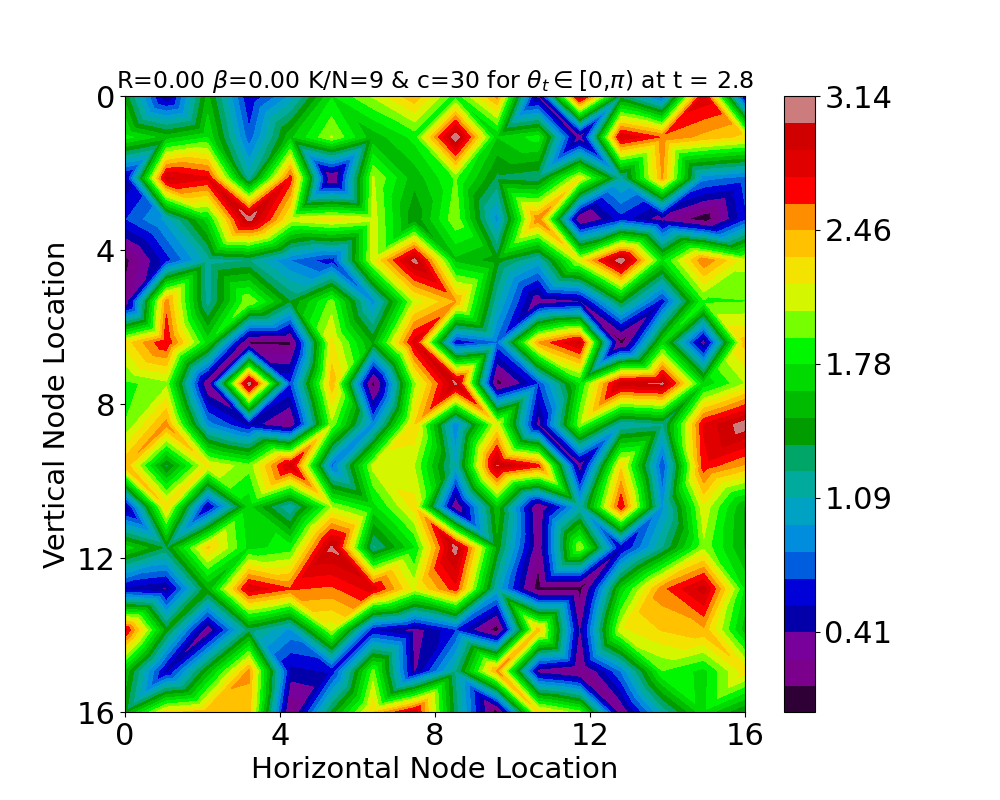 R=0.00 β=0.00 K/N=9 & c=30 for θₜ ∈ [0,π) at t = 2.8
0
4
8
12
16
0 4 8 12 16
Vertical Node Location
Horizontal Node Location
3.14
2.46
1.78
1.09
0.41